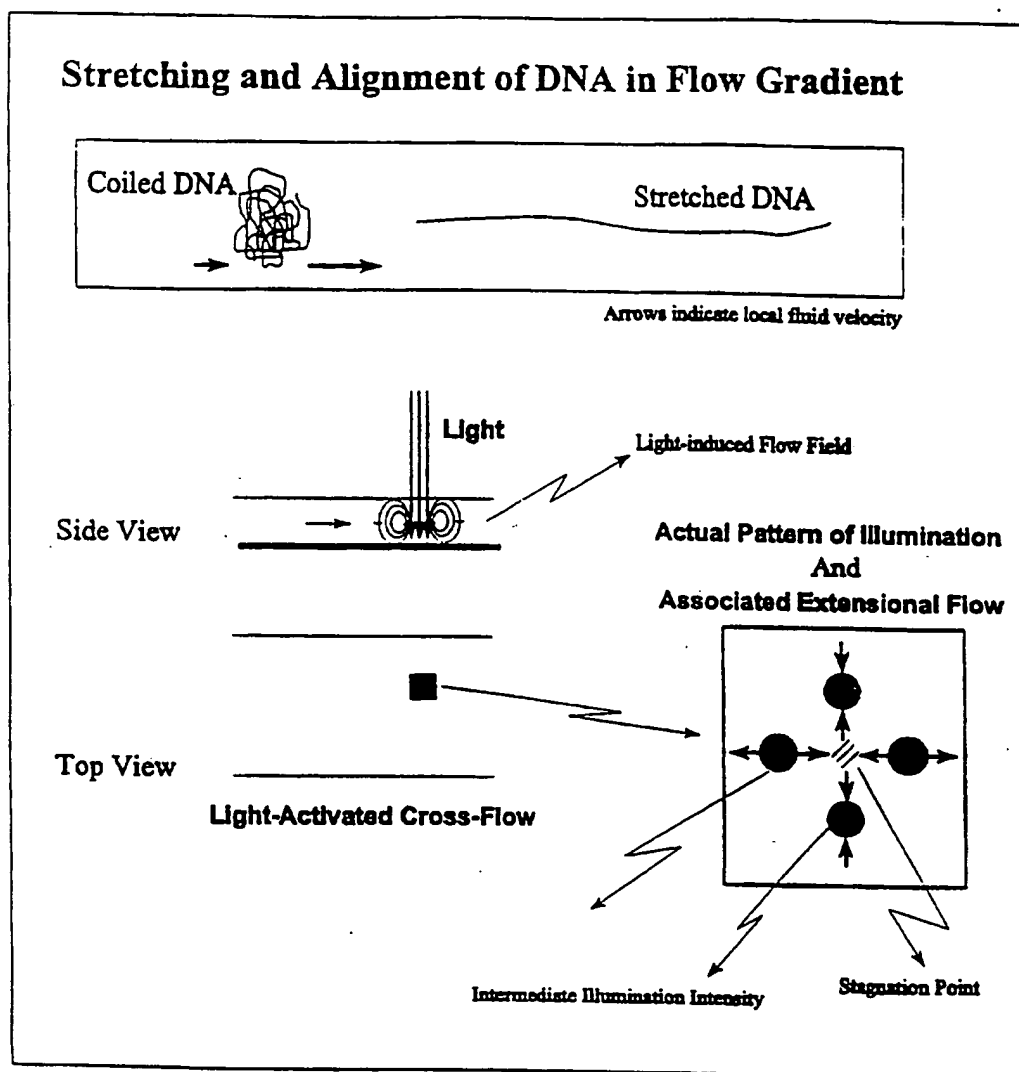 Stretching and Alignment of DNA in Flow Gradient
Coiled DNA
Stretched DNA
Arrows indicate local fluid velocity
Light
Light-induced Flow Field
Side View
Actual Pattern of Illumination
And
Associated Extensional Flow
Top View
Light-Activated Cross-Flow
Intermediate Illumination Intensity
Stagnation Point